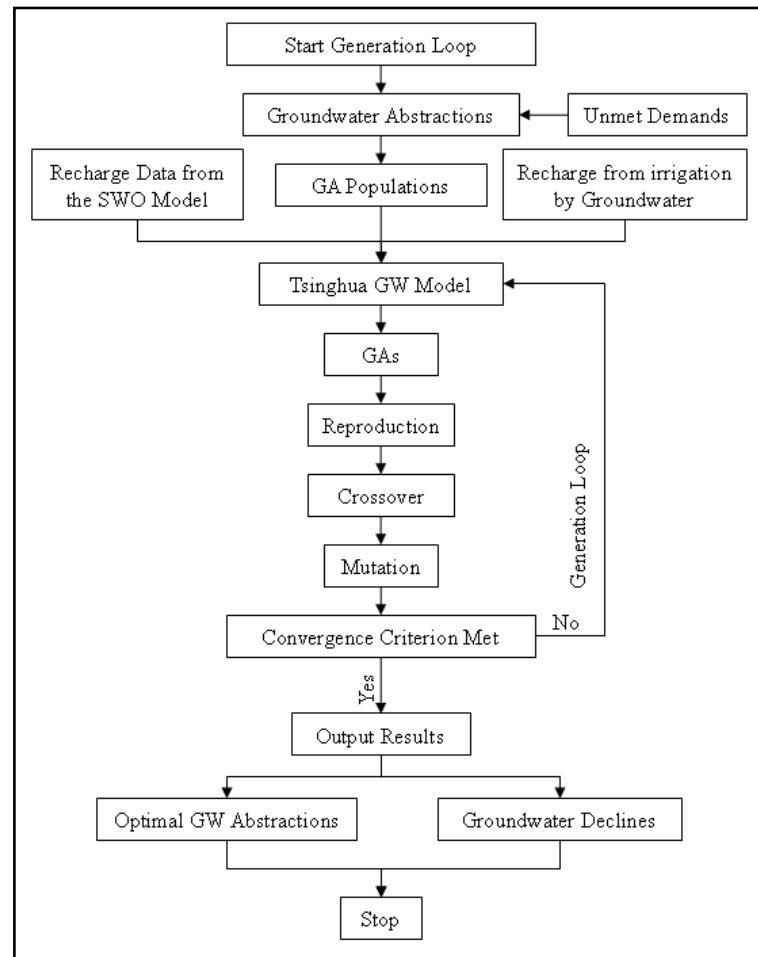 Start Generation Loop
Groundwater Abstractions
Unmet Demands
Recharge Data from
the SWO Model
GA Populations
Recharge from irrigation
by Groundwater
Tsinghua GW Model
GAs
Reproduction
Crossover
Mutation
Generation Loop
Convergence Criterion Met
No
Yes
Output Results
Optimal GW Abstractions
Groundwater Declines
Stop